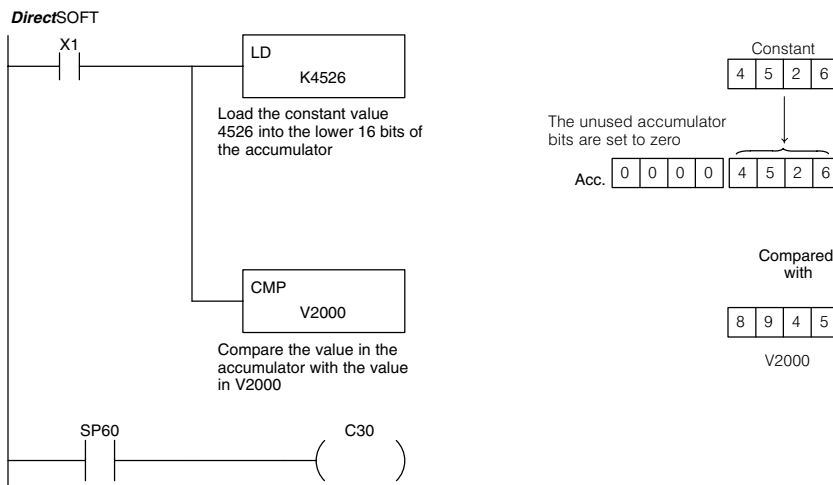 DirectSOFT
X1
LD
K4526
Load the constant value
4526 into the lower 16 bits of
the accumulator
CMP
V2000
Compare the value in the
accumulator with the value
in V2000
SP60
C30
Constant
4 5 2 6
The unused accumulator
bits are set to zero
Acc. 0 0 0 0 4 5 2 6
Compared
with
8 9 4 5
V2000